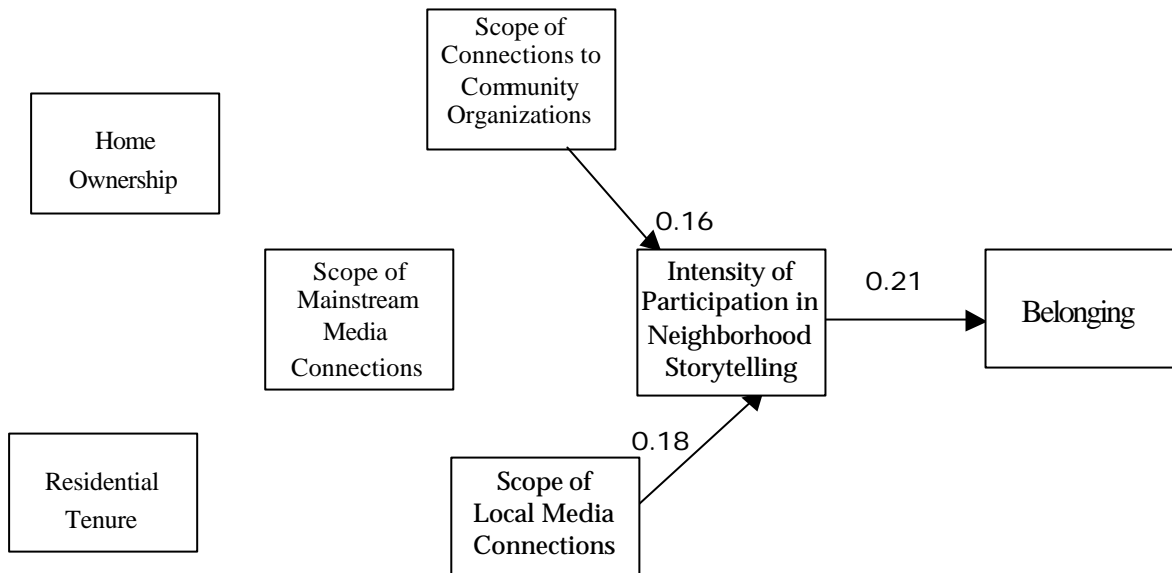 Scope of
Connections to
Community
Organizations
Home
Ownership
0.16
Scope of
Mainstream
Media
Connections
Intensity of
Participation in
Neighborhood
Storytelling
0.21
Belonging
0.18
Residential
Tenure
Scope of
Local Media
Connections